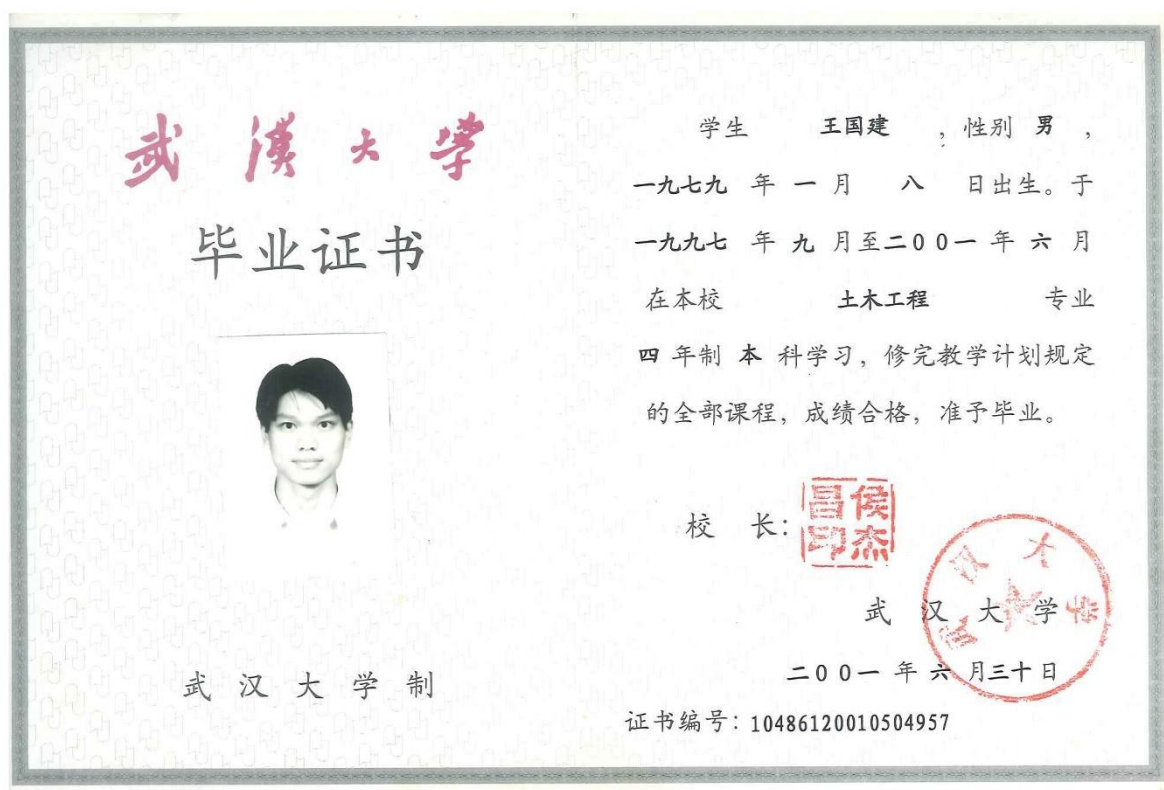 武漢大學
毕业证书
武汉大学制
学生 王国建 ,性别 男 ,
一九七九 年 一 月 八 日出生。于
一九九七 年 九 月至二00一 年 六 月
在本校 土木工程 专业
四 年制 本 科学习，修完教学计划规定
的全部课程，成绩合格，准予毕业。
校 长：
侯杰昌印
武汉大学
武汉大学
二00一 年 六 月三十日
证书编号：10486120010504957